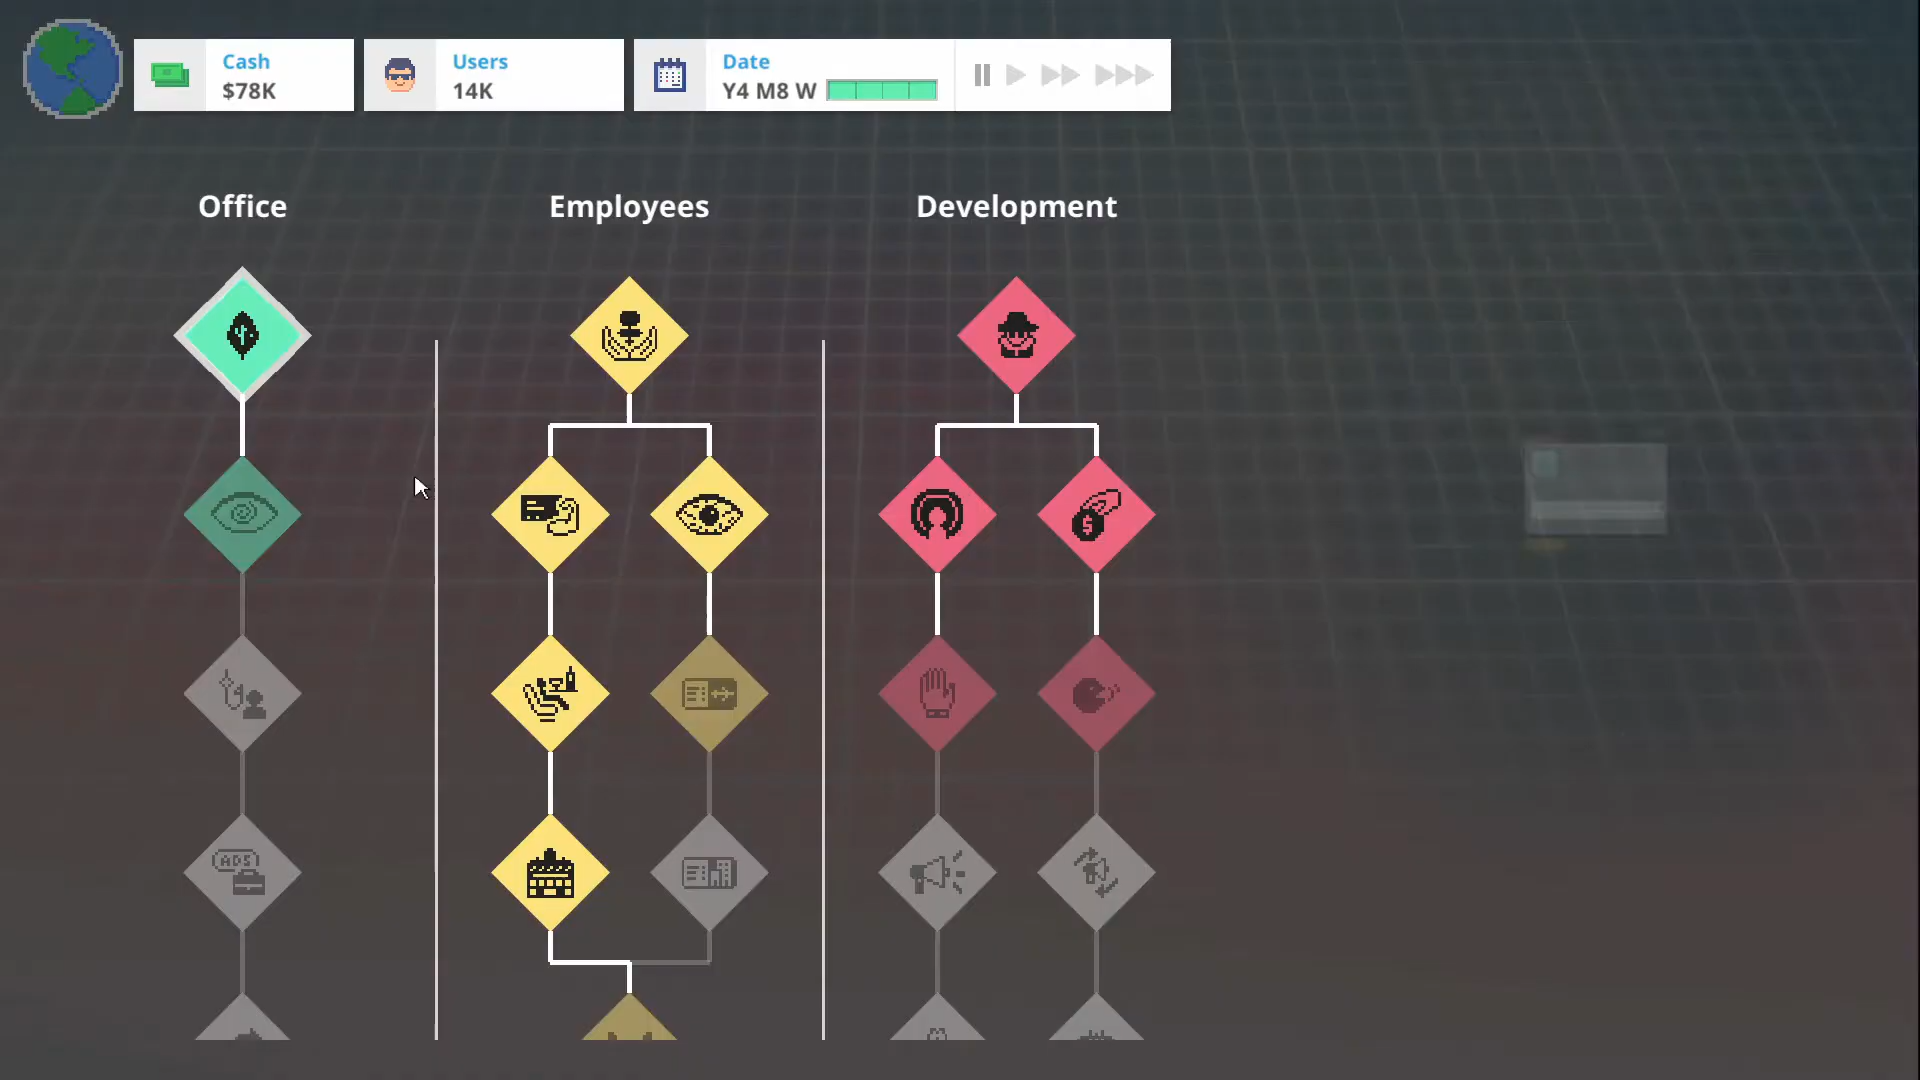 Cash
$78K
Users
14K
Date
Y4 M8 W
Office
Employees
Development
$
ADS